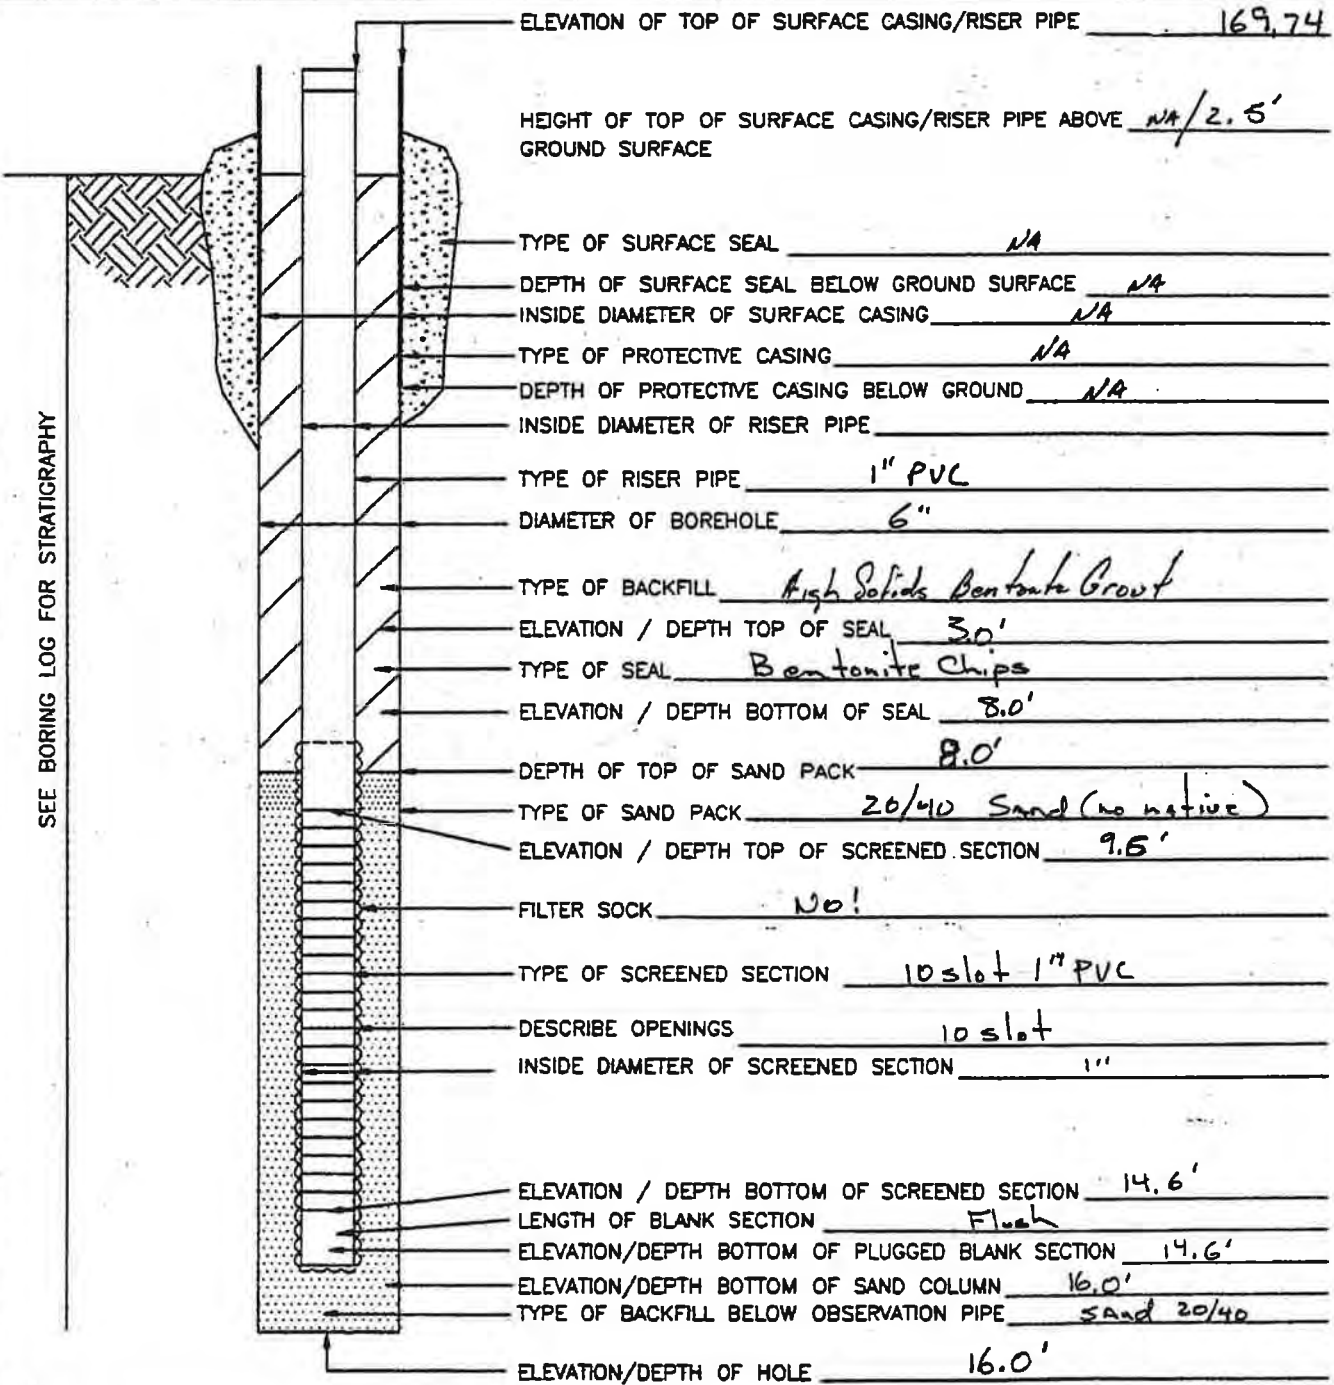 ELEVATION OF TOP OF SURFACE CASING/RISER PIPE 169.74
HEIGHT OF TOP OF SURFACE CASING/RISER PIPE ABOVE NA/2.5'
GROUND SURFACE
TYPE OF SURFACE SEAL NA
DEPTH OF SURFACE SEAL BELOW GROUND SURFACE NA
INSIDE DIAMETER OF SURFACE CASING NA
TYPE OF PROTECTIVE CASING NA
DEPTH OF PROTECTIVE CASING BELOW GROUND NA
INSIDE DIAMETER OF RISER PIPE
TYPE OF RISER PIPE 1" PVC
DIAMETER OF BOREHOLE 6"
TYPE OF BACKFILL High Solids Bentonite Grout
ELEVATION / DEPTH TOP OF SEAL 3.0'
TYPE OF SEAL Bentonite Chips
ELEVATION / DEPTH BOTTOM OF SEAL 8.0'
DEPTH OF TOP OF SAND PACK 8.0'
TYPE OF SAND PACK 20/40 Sand (no native)
ELEVATION / DEPTH TOP OF SCREENED SECTION 9.6'
FILTER SOCK No!
TYPE OF SCREENED SECTION 10 slot 1" PVC
DESCRIBE OPENINGS 10 slot
INSIDE DIAMETER OF SCREENED SECTION 1"
ELEVATION / DEPTH BOTTOM OF SCREENED SECTION 14.6'
LENGTH OF BLANK SECTION Flush
ELEVATION/DEPTH BOTTOM OF PLUGGED BLANK SECTION 14.6'
ELEVATION/DEPTH BOTTOM OF SAND COLUMN 16.0'
TYPE OF BACKFILL BELOW OBSERVATION PIPE Sand 20/40
ELEVATION/DEPTH OF HOLE 16.0'
SEE BORING LOG FOR STRATIGRAPHY